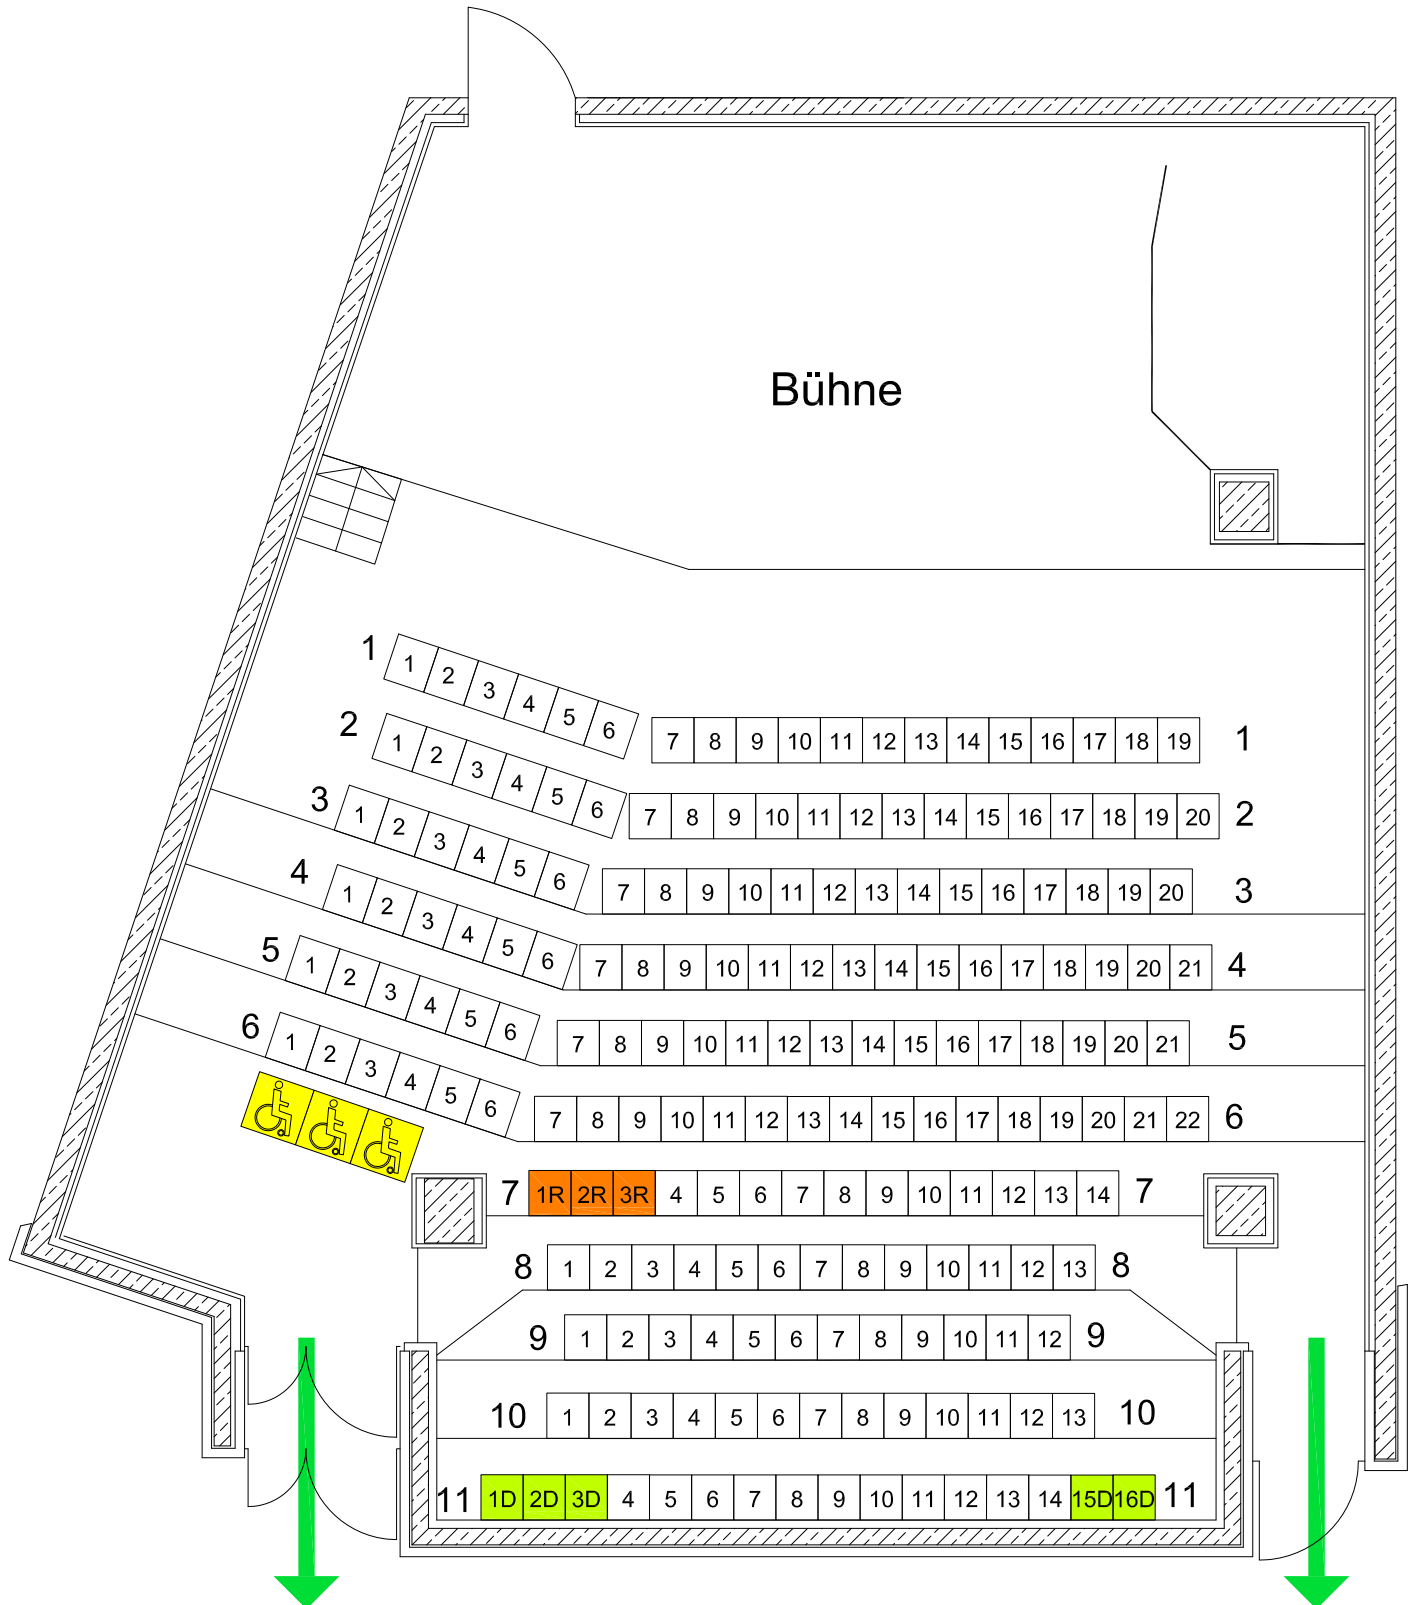 Bühne
1 1 2 3 4 5 6 7 8 9 10 11 12 13 14 15 16 17 18 19 1
2 1 2 3 4 5 6 7 8 9 10 11 12 13 14 15 16 17 18 19 20 2
3 1 2 3 4 5 6 7 8 9 10 11 12 13 14 15 16 17 18 19 20 3
4 1 2 3 4 5 6 7 8 9 10 11 12 13 14 15 16 17 18 19 20 21 4
5 1 2 3 4 5 6 7 8 9 10 11 12 13 14 15 16 17 18 19 20 21 5
6 1 2 3 4 5 6 7 8 9 10 11 12 13 14 15 16 17 18 19 20 21 22 6
7 1R 2R 3R 4 5 6 7 8 9 10 11 12 13 14 7
8 1 2 3 4 5 6 7 8 9 10 11 12 13 8
9 1 2 3 4 5 6 7 8 9 10 11 12 9
10 1 2 3 4 5 6 7 8 9 10 11 12 13 10
11 1D 2D 3D 4 5 6 7 8 9 10 11 12 13 14 15D 16D 11